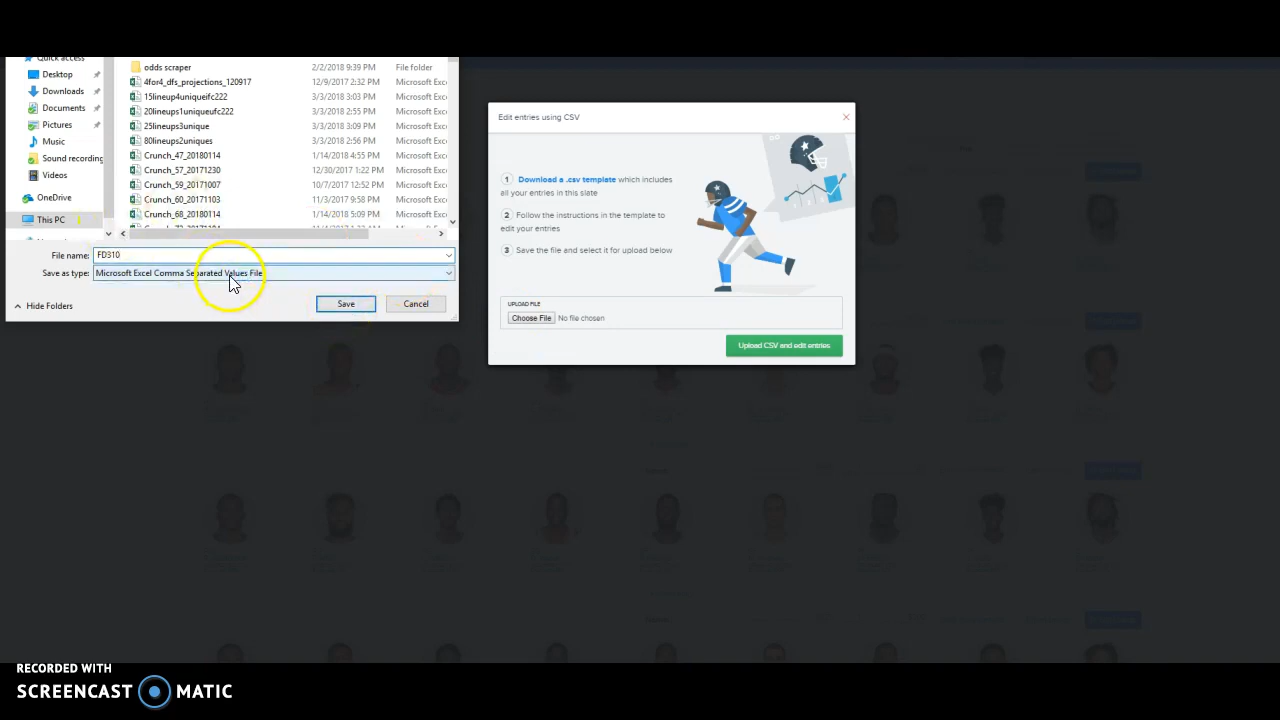 Quick access
Desktop
Downloads
Documents
Pictures
Music
Sound recording
Videos
OneDrive
This PC
odds scraper 2/2/2018 9:39 PM File folder
4for4_dfs_projections_120917 12/9/2017 2:32 PM Microsoft Exce
15lineup4uniqueifc222 3/3/2018 3:03 PM Microsoft Exce
20lineups1uniqueufc222 3/3/2018 2:55 PM Microsoft Exce
25lineups3unique 3/3/2018 3:09 PM Microsoft Exce
80lineups2uniques 3/3/2018 2:56 PM Microsoft Exce
Crunch_47_20180114 1/14/2018 4:55 PM Microsoft Exce
Crunch_57_20171230 12/30/2017 1:22 PM Microsoft Exce
Crunch_59_20171007 10/7/2017 12:52 PM Microsoft Exce
Crunch_60_20171103 11/3/2017 9:58 PM Microsoft Exce
Crunch_68_20180114 1/14/2018 5:09 PM Microsoft Exce
File name: FD310
Save as type: Microsoft Excel Comma Separated Values File
Hide Folders
Save
Cancel
Edit entries using CSV
1 Download a .csv template which includes
all your entries in this slate
2 Follow the instructions in the template to
edit your entries
3 Save the file and select it for upload below
UPLOAD FILE
Choose File No file chosen
Upload CSV and edit entries
RECORDED WITH
SCREENCAST MATIC